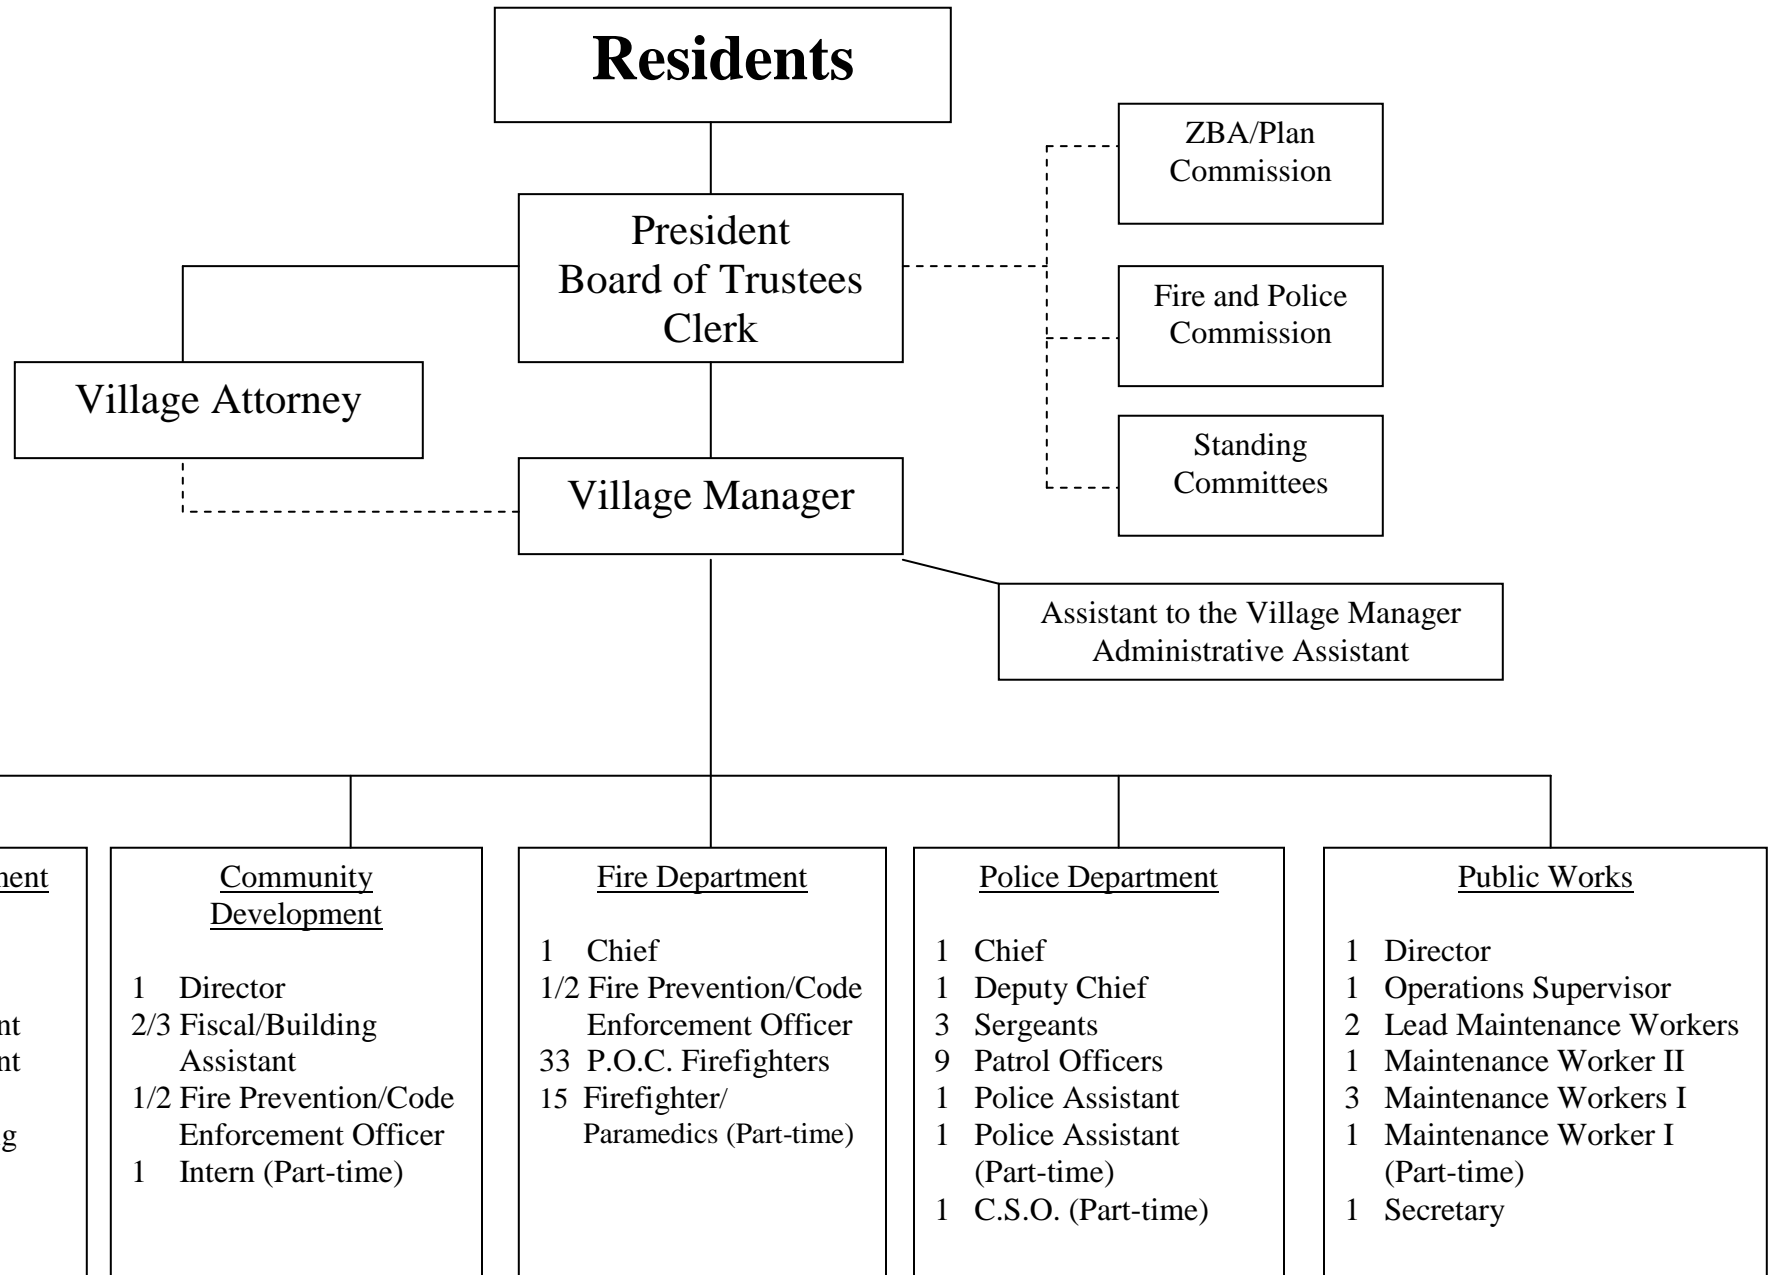 Residents
ZBA/Plan
Commission
President
Board of Trustees
Clerk
Fire and Police
Commission
Village Attorney
Standing
Committees
Village Manager
Assistant to the Village Manager
Administrative Assistant
Community
Development
1 Director
2/3 Fiscal/Building
Assistant
1/2 Fire Prevention/Code
Enforcement Officer
1 Intern (Part-time)
Fire Department
1 Chief
1/2 Fire Prevention/Code
Enforcement Officer
33 P.O.C. Firefighters
15 Firefighter/
Paramedics (Part-time)
Police Department
1 Chief
1 Deputy Chief
3 Sergeants
9 Patrol Officers
1 Police Assistant
1 Police Assistant
(Part-time)
1 C.S.O. (Part-time)
Public Works
1 Director
1 Operations Supervisor
2 Lead Maintenance Workers
1 Maintenance Worker II
3 Maintenance Workers I
1 Maintenance Worker I
(Part-time)
1 Secretary